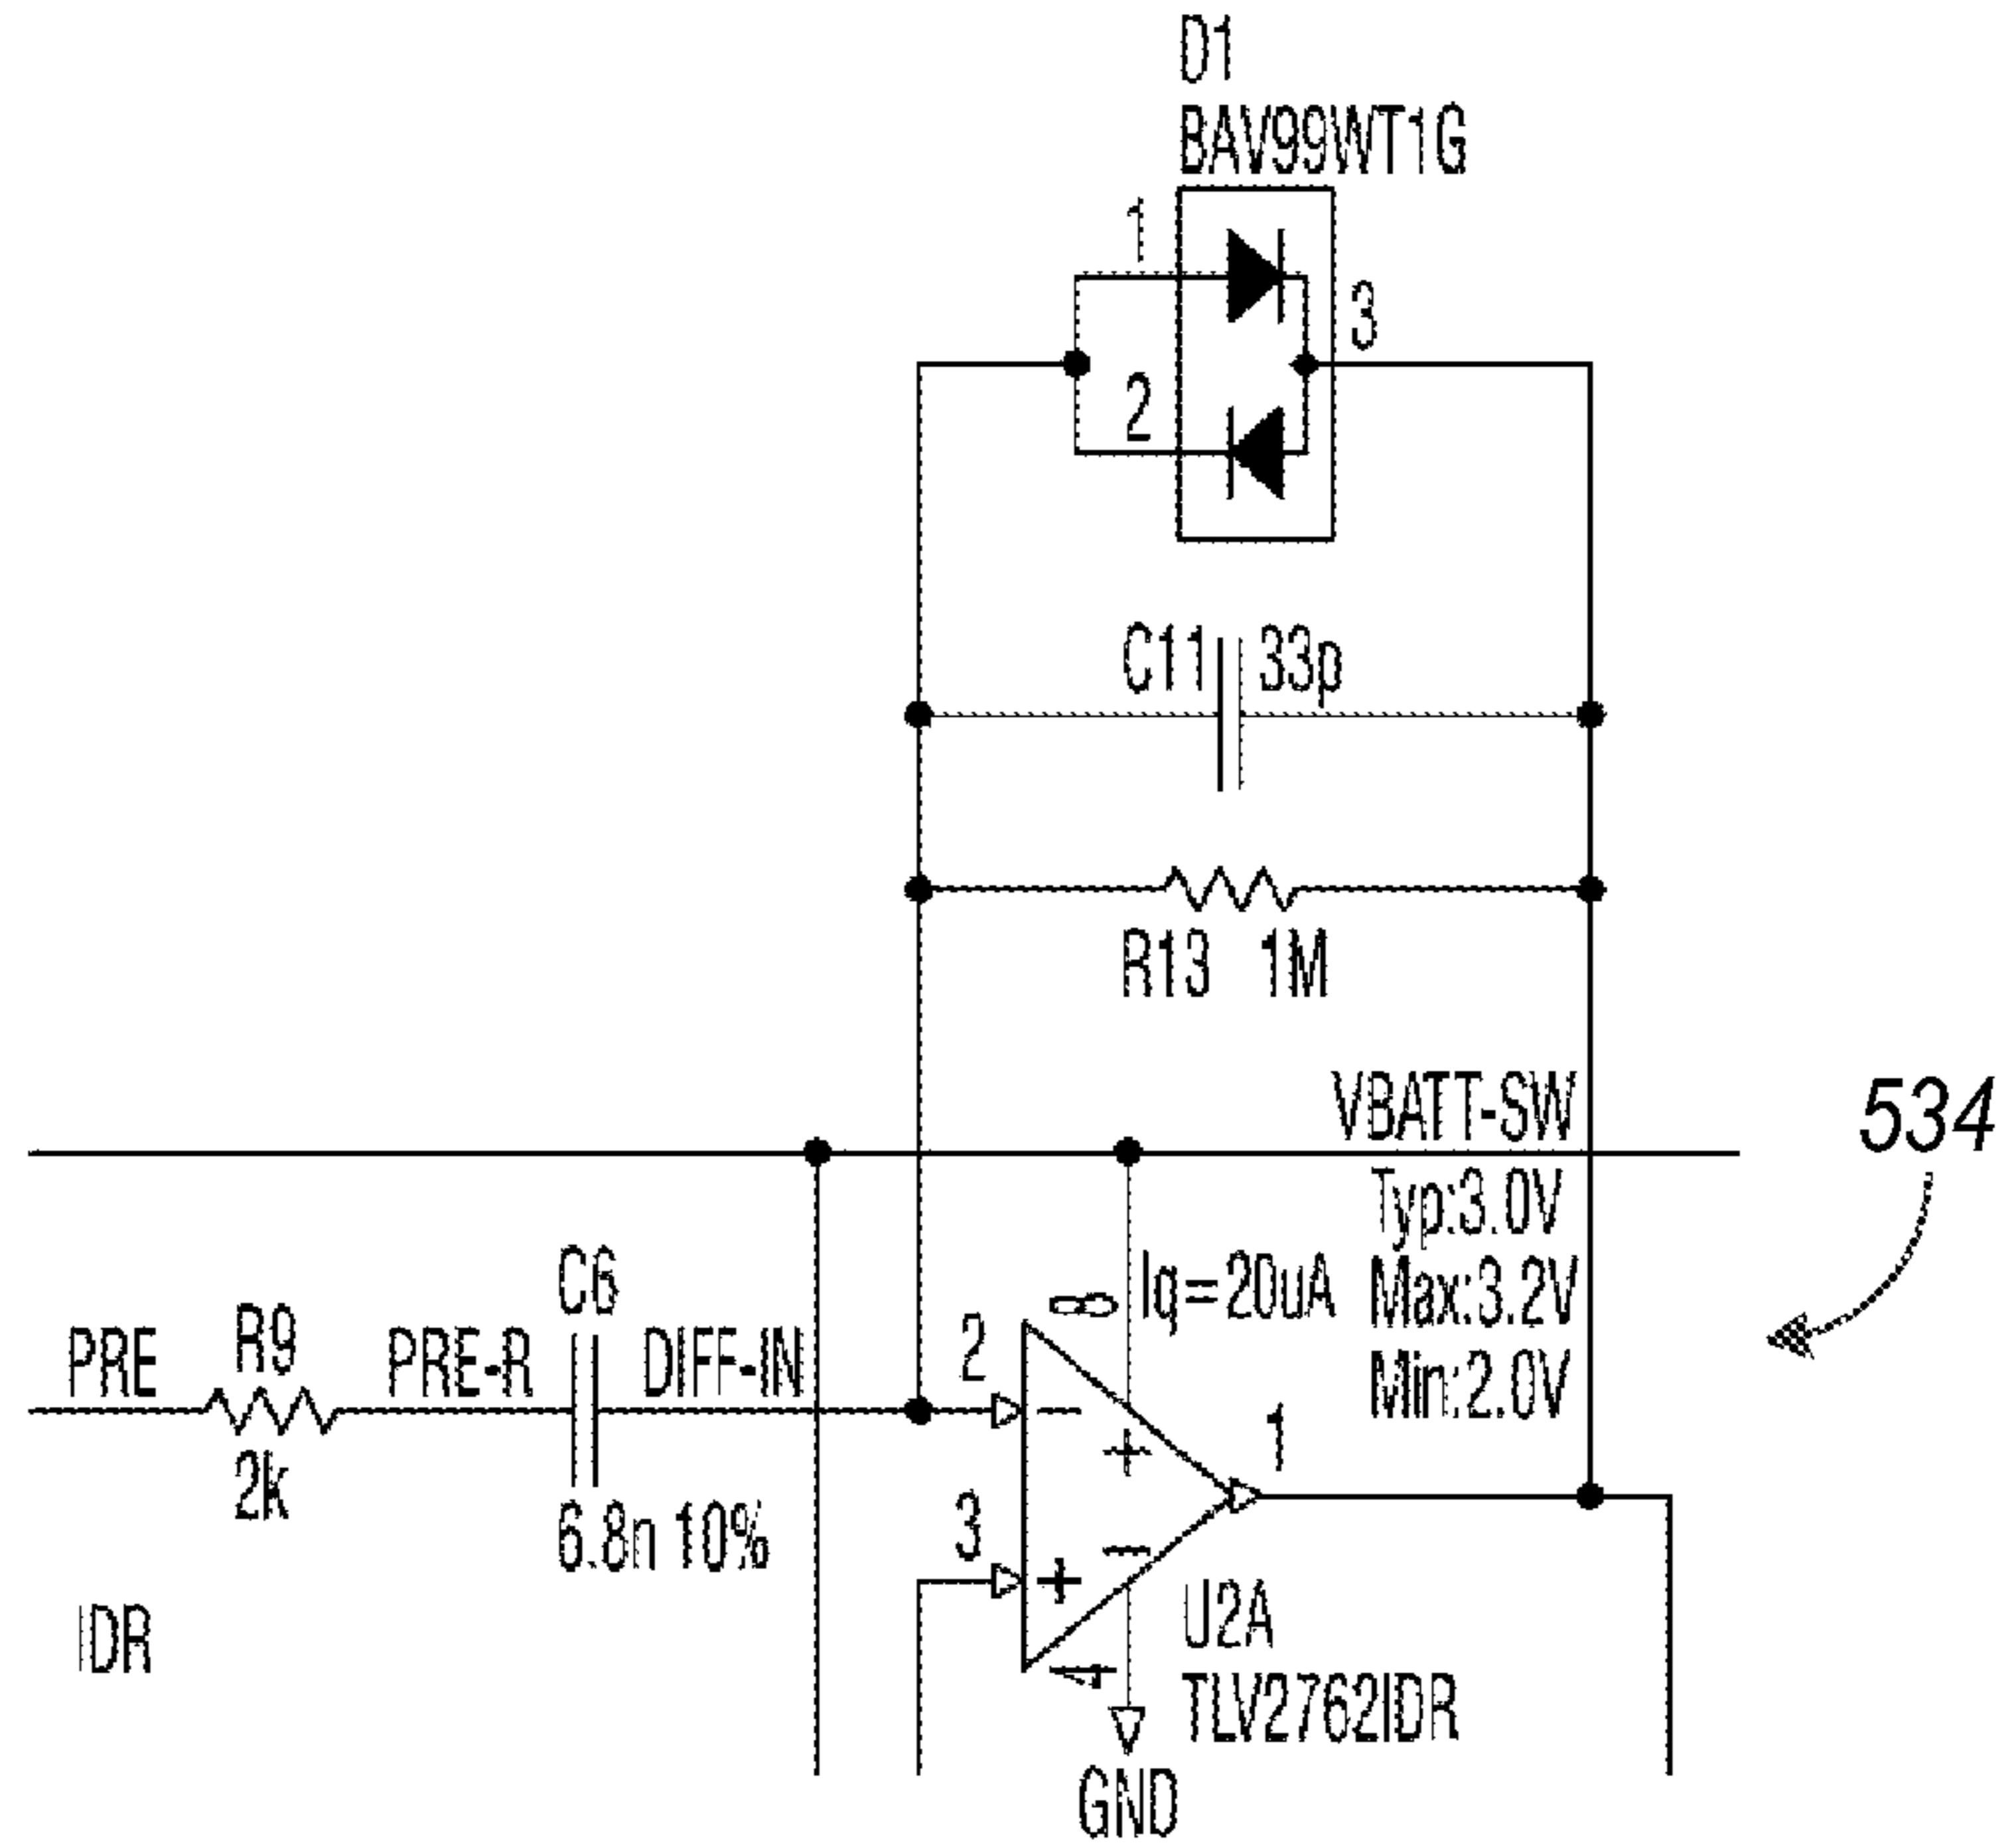 D1
BAV99WT1G
1
3
2
C11 33p
R13 1M
VBATT-SW
Typ:3.0V
Max:3.2V
Min:2.0V
534
Iq=20uA
8
2
C6
R9
PRE
PRE-R
DIFF-IN
-
+
1
2k
6.8n 10%
3
+
-
IDR
4
U2A
TLV2762IDR
GND